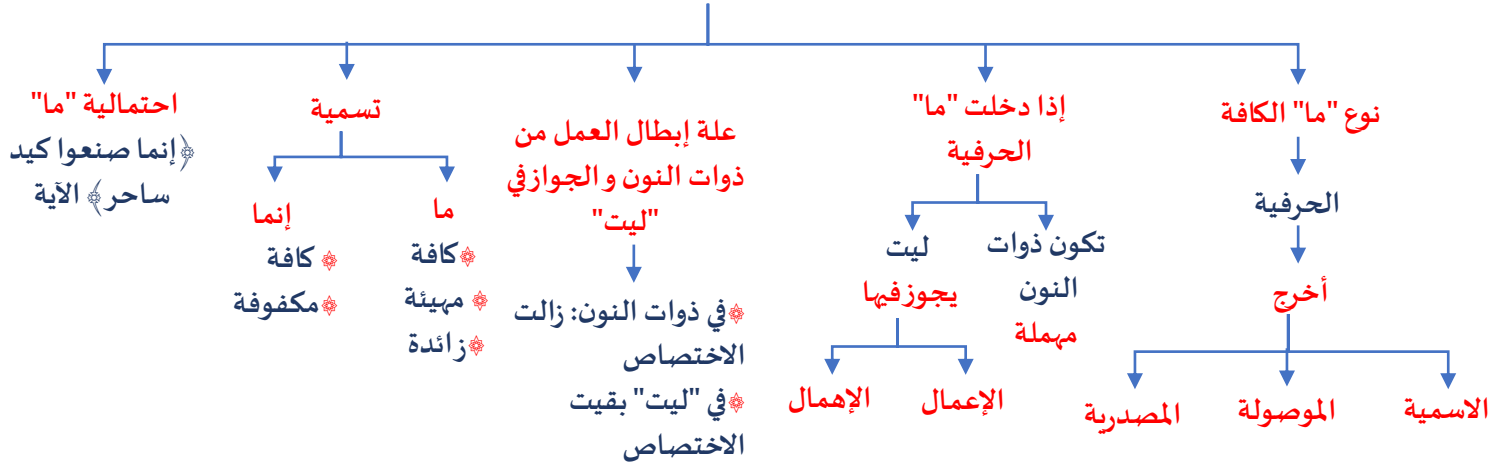 نوع "ما" الكافة
الحرفية
أخرج
الاسمية
الموصولة
المصدرية
إذا دخلت "ما"
الحرفية
تكون ذوات
النون
مهملة
ليت
يجوز فيها
الإعمال
الإهمال
علة إبطال العمل من
ذوات النون والجواز في
"ليت"
في ذوات النون: زالت
الاختصاص
في "ليت" بقيت
الاختصاص
تسمية
ما
كافة
مهيئة
زائدة
إنما
كافة
مكفوفة
احتمالية "ما"
﴿إنما صنعوا كيد
ساحر﴾ الآية